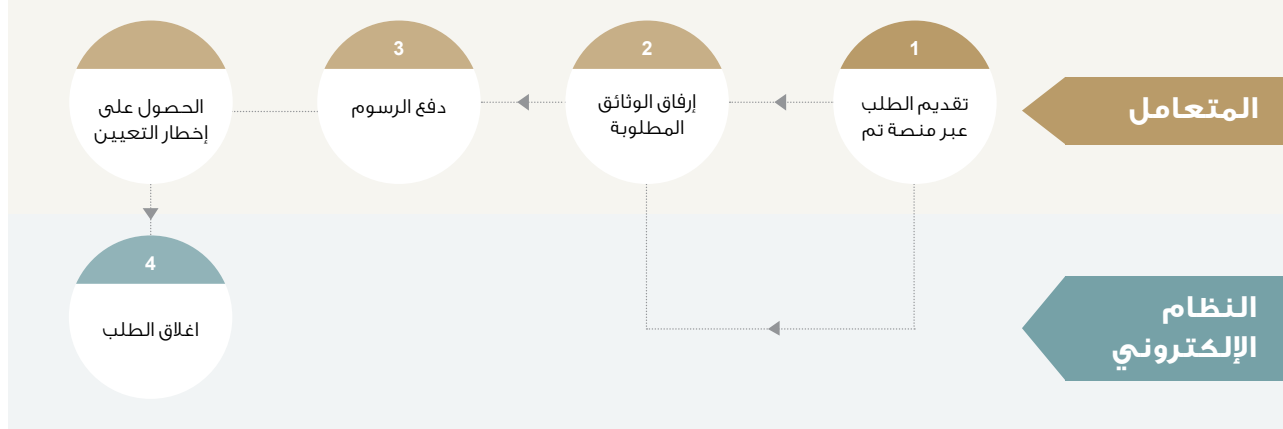 المتعامل
1
تقديم الطلب
عبر منصة تم
2
إرفاق الوثائق
المطلوبة
3
دفع الرسوم
الحصول على
إخطار التعيين
النظام
الإلكتروني
4
اغلاق الطلب